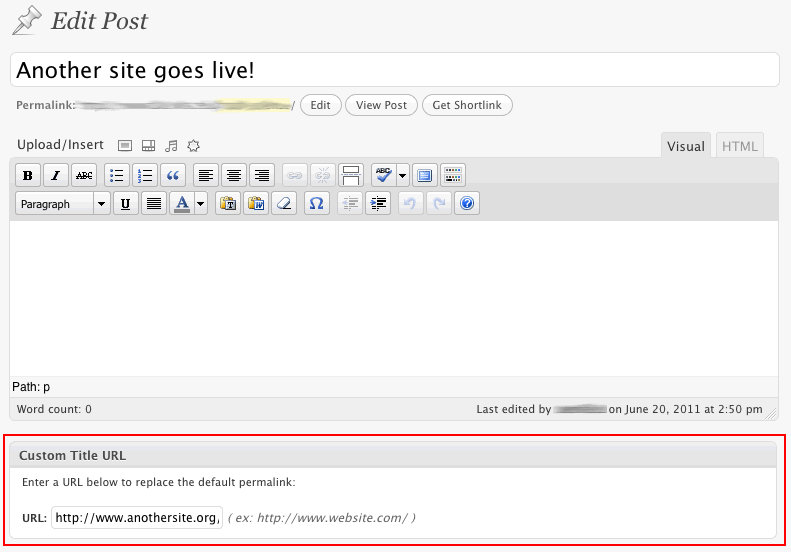 Edit Post
Another site goes live!
Permalink: / Edit View Post Get Shortlink
Upload/Insert Visual HTML
B I ABC ABC
Paragraph U A T W Ω ?
Path: p
Word count: 0 Last edited by on June 20, 2011 at 2:50 pm
Custom Title URL
Enter a URL below to replace the default permalink:
URL: http://www.anothersite.org/ ( ex: http://www.website.com/ )